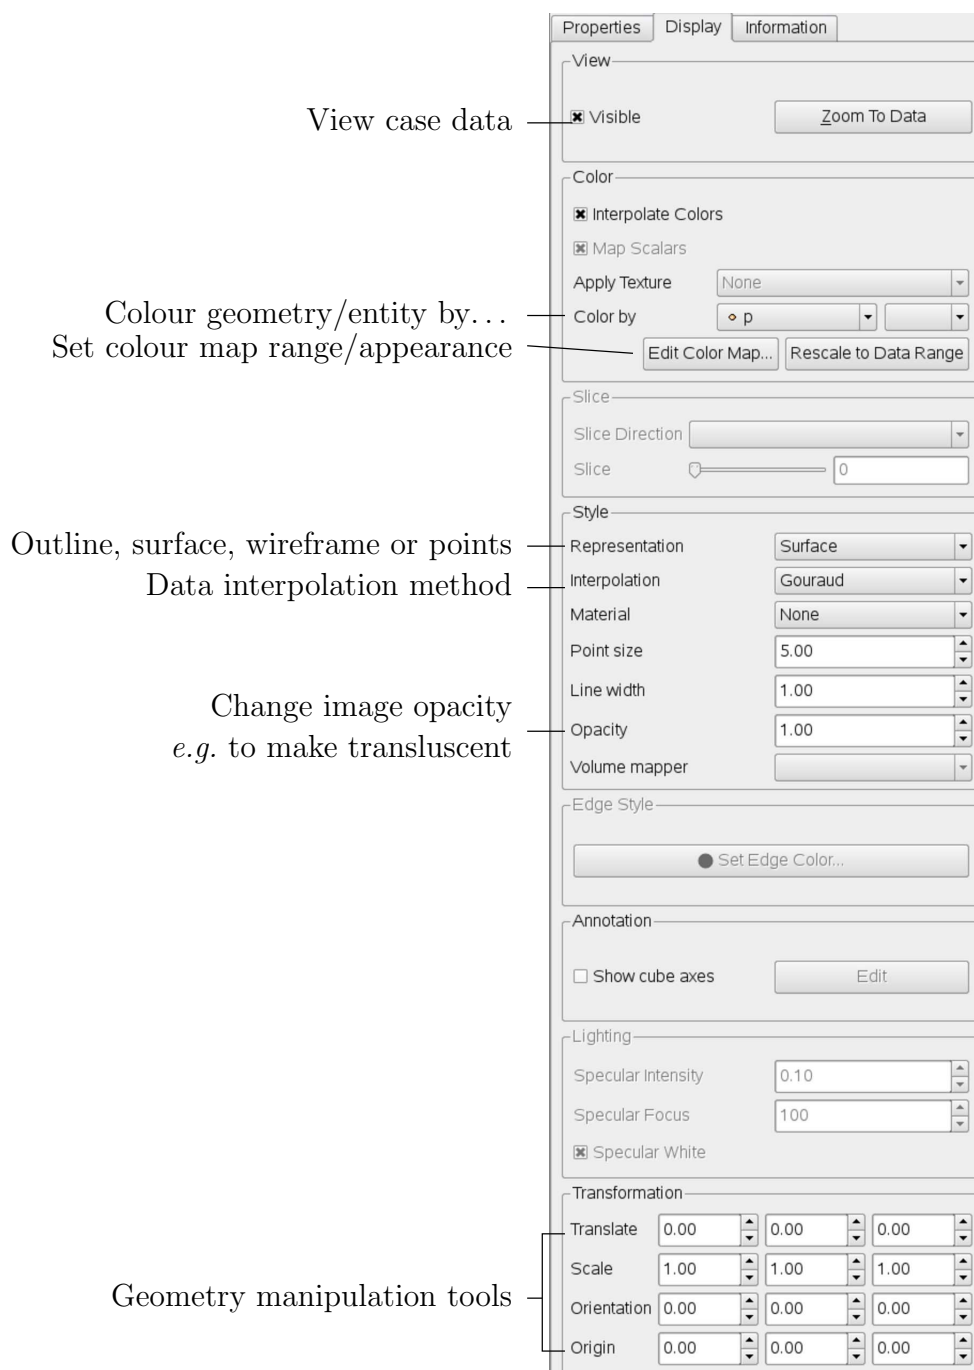 Properties Display Information
View
View case data
Visible Zoom To Data
Color
Interpolate Colors
Map Scalars
Apply Texture None
Colour geometry/entity by...
Color by p
Set colour map range/appearance
Edit Color Map... Rescale to Data Range
Slice
Slice Direction
Slice 0
Style
Outline, surface, wireframe or points
Representation Surface
Data interpolation method
Interpolation Gouraud
Material None
Point size 5.00
Line width 1.00
Change image opacity
e.g. to make transluscent
Opacity 1.00
Volume mapper
Edge Style
Set Edge Color...
Annotation
Show cube axes Edit
Lighting
Specular Intensity 0.10
Specular Focus 100
Specular White
Transformation
Translate 0.00 0.00 0.00
Scale 1.00 1.00 1.00
Geometry manipulation tools
Orientation 0.00 0.00 0.00
Origin 0.00 0.00 0.00